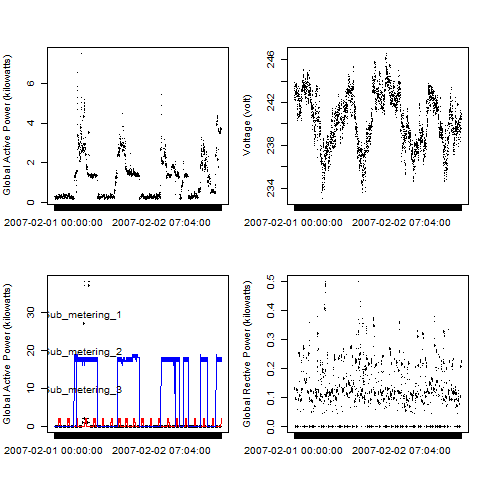 Global Active Power (kilowatts)
0 2 4 6
2007-02-01 00:00:00 2007-02-02 07:04:00
Voltage (volt)
234 238 242 246
2007-02-01 00:00:00 2007-02-02 07:04:00
Global Active Power (kilowatts)
0 10 20 30
Sub_metering_1
Sub_metering_2
Sub_metering_3
2007-02-01 00:00:00 2007-02-02 07:04:00
Global Rective Power (kilowatts)
0.0 0.1 0.2 0.3 0.4 0.5
2007-02-01 00:00:00 2007-02-02 07:04:00